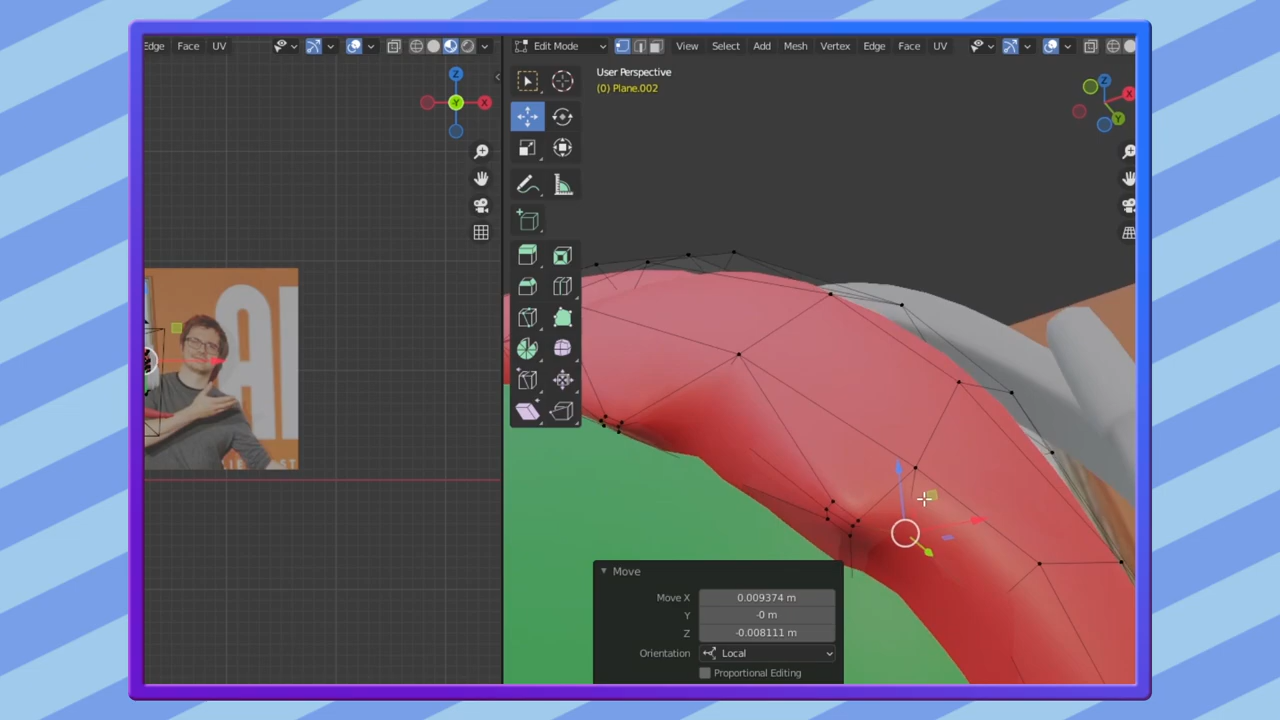 Edge Face UV
Edit Mode View Select Add Mesh Vertex Edge Face UV
Z
Y
X
User Perspective
(0) Plane.002
Z
X
Y
Move
Move X 0.009374 m
Y -0 m
Z -0.008111 m
Orientation Local
Proportional Editing